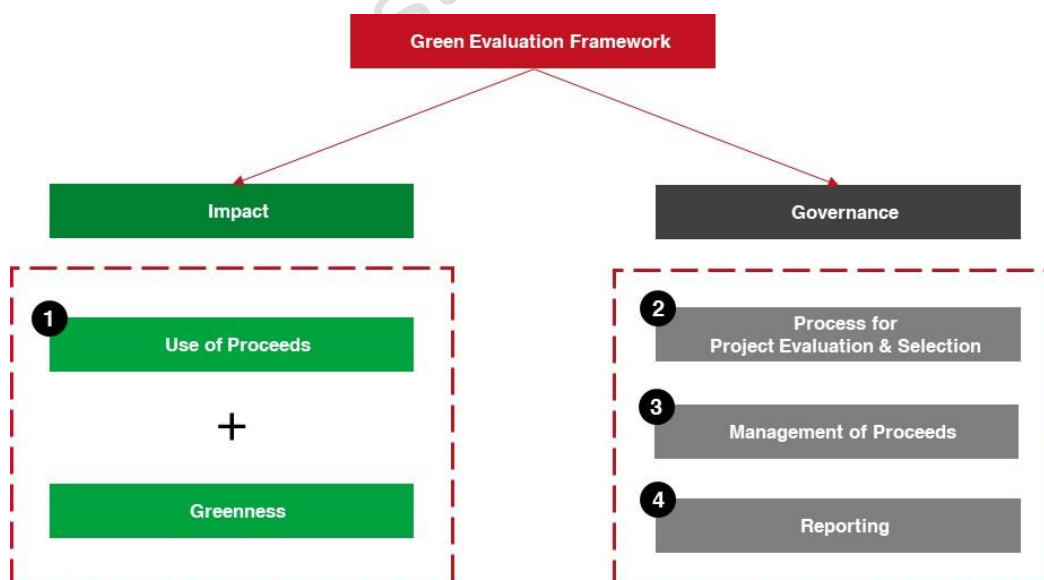 Green Evaluation Framework
Impact
Governance
1
Use of Proceeds
+
Greenness
2
Process for
Project Evaluation & Selection
3
Management of Proceeds
4
Reporting